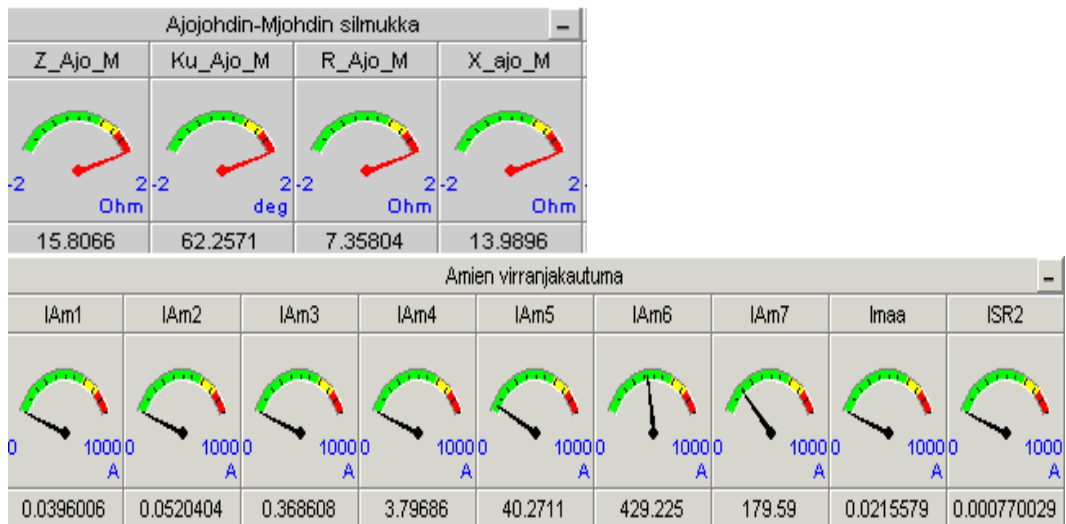 Ajojohdin-Mjohdin silmukka –
Z_Ajo_M Ku_Ajo_M R_Ajo_M X_ajo_M
-2 2 -2 2 -2 2 -2 2
Ohm deg Ohm Ohm
15.8066 62.2571 7.35804 13.9896
Amien virranjakautuma –
IAm1 IAm2 IAm3 IAm4 IAm5 IAm6 IAm7 Imaa ISR2
0 1000 0 1000 0 1000 0 1000 0 1000 0 1000 0 1000 0 1000 0 1000
A A A A A A A A A
0.0396006 0.0520404 0.368608 3.79686 40.2711 429.225 179.59 0.0215579 0.000770029